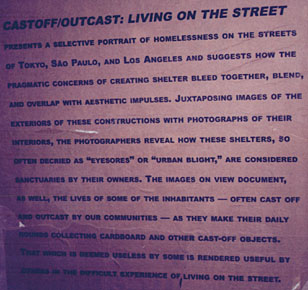 CASTOFF/OUTCAST: LIVING ON THE STREET
PRESENTS A SELECTIVE PORTRAIT OF HOMELESSNESS ON THE STREETS
OF TOKYO, SÃO PAULO, AND LOS ANGELES AND SUGGESTS HOW THE
PRAGMATIC CONCERNS OF CREATING SHELTER BLEED TOGETHER, BLEND,
AND OVERLAP WITH AESTHETIC IMPULSES. JUXTAPOSING IMAGES OF THE
EXTERIORS OF THESE CONSTRUCTIONS WITH PHOTOGRAPHS OF THEIR
INTERIORS, THE PHOTOGRAPHERS REVEAL HOW THESE SHELTERS, SO
OFTEN DECRIED AS "EYESORES" OR "URBAN BLIGHT," ARE CONSIDERED
SANCTUARIES BY THEIR OWNERS. THE IMAGES ON VIEW DOCUMENT,
AS WELL, THE LIVES OF SOME OF THE INHABITANTS — OFTEN CAST OFF
AND OUTCAST BY OUR COMMUNITIES — AS THEY MAKE THEIR DAILY
ROUNDS COLLECTING CARDBOARD AND OTHER CAST-OFF OBJECTS.
THAT WHICH IS DEEMED USELESS BY SOME IS RENDERED USEFUL BY
OTHERS IN THE DIFFICULT EXPERIENCE OF LIVING ON THE STREET.